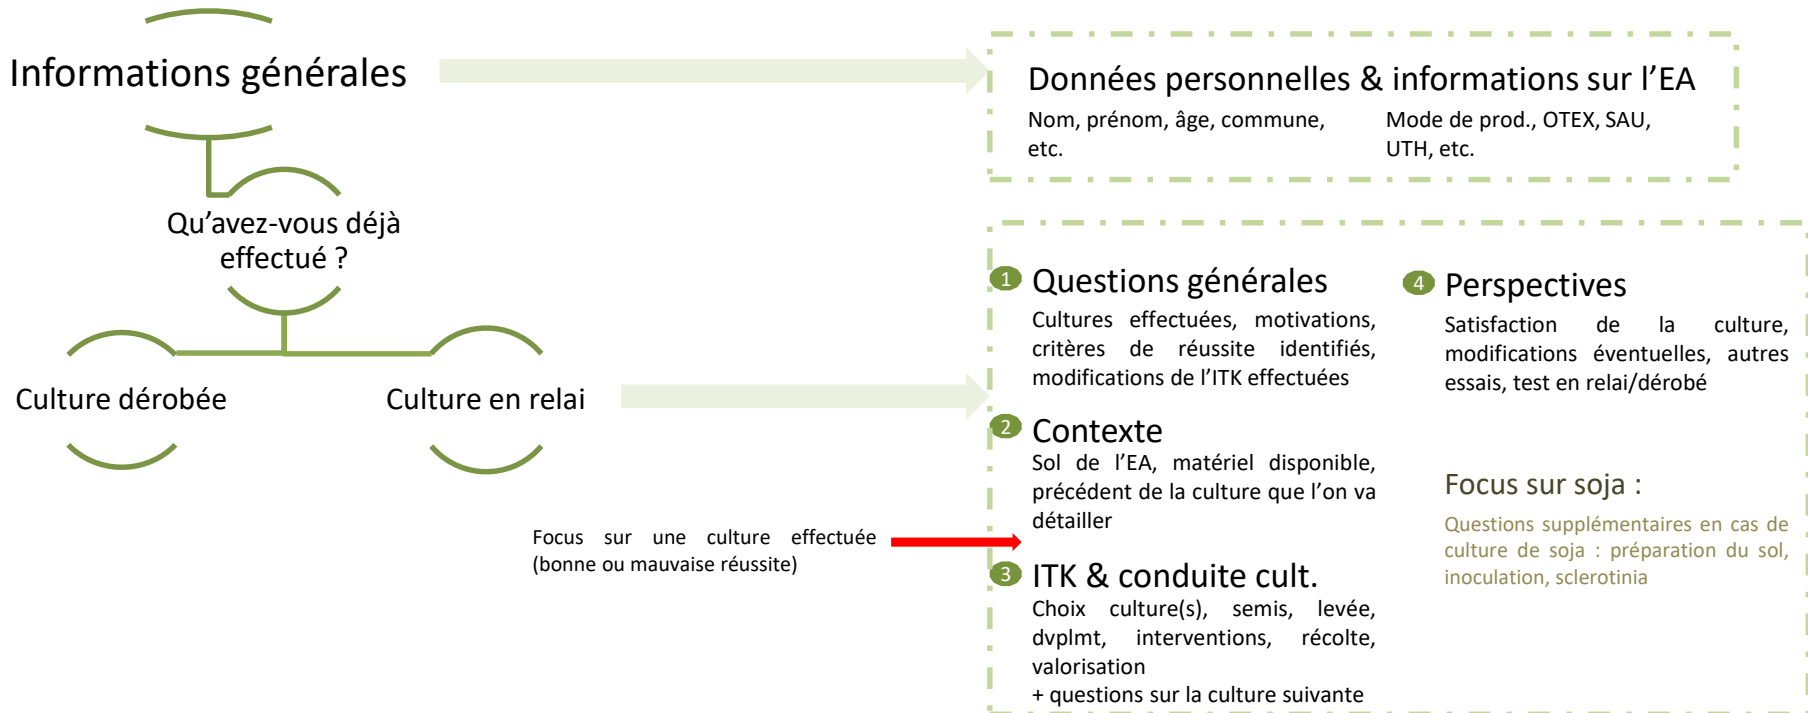 Informations générales
Qu’avez-vous déjà
effectué ?
Culture dérobée
Culture en relai
Focus sur une culture effectuée
(bonne ou mauvaise réussite)
Données personnelles & informations sur l’EA
Nom, prénom, âge, commune,
etc.
Mode de prod., OTEX, SAU,
UTH, etc.
1 Questions générales
Cultures effectuées, motivations,
critères de réussite identifiés,
modifications de l’ITK effectuées
2 Contexte
Sol de l’EA, matériel disponible,
précédent de la culture que l’on va
détailler
3 ITK & conduite cult.
Choix culture(s), semis, levée,
dvplmt, interventions, récolte,
valorisation
+ questions sur la culture suivante
4 Perspectives
Satisfaction de la culture,
modifications éventuelles, autres
essais, test en relai/dérobé
Focus sur soja :
Questions supplémentaires en cas de
culture de soja : préparation du sol,
inoculation, sclerotinia